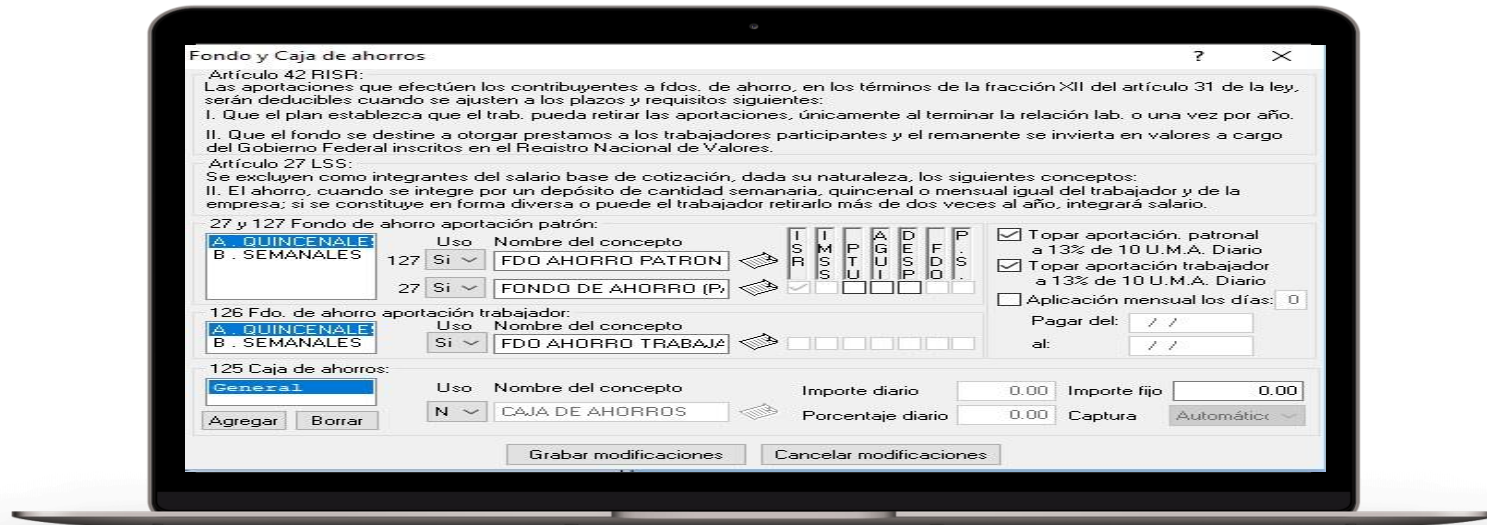 Fondo y Caja de ahorros ? ×
Artículo 42 RISR:
Las aportaciones que efectúen los contribuyentes a fdos. de ahorro, en los términos de la fracción XII del artículo 31 de la ley,
serán deducibles cuando se ajusten a los plazos y requisitos siguientes:
I. Que el plan establezca que el trab. pueda retirar las aportaciones, únicamente al terminar la relación lab. o una vez por año.
II. Que el fondo se destine a otorgar prestamos a los trabajadores participantes y el remanente se invierta en valores a cargo
del Gobierno Federal inscritos en el Registro Nacional de Valores.
Artículo 27 LSS:
Se excluyen como integrantes del salario base de cotización, dada su naturaleza, los siguientes conceptos:
II. El ahorro, cuando se integre por un depósito de cantidad semanaria, quincenal o mensual igual del trabajador y de la
empresa; si se constituye en forma diversa o puede el trabajador retirarlo más de dos veces al año, integrará salario.
27 y 127 Fondo de ahorro aportación patrón:
A . QUINCENALES
B . SEMANALES
Uso Nombre del concepto
127 Si FDO AHORRO PATRON
27 Si FONDO DE AHORRO (PA
ISR IMSS PTU AGUI DESP FDO P.S.
Topar aportación. patronal
a 13% de 10 U.M.A. Diario
Topar aportación trabajador
a 13% de 10 U.M.A. Diario
Aplicación mensual los días: 0
Pagar del: / /
al: / /
126 Fdo. de ahorro aportación trabajador:
A . QUINCENALES
B . SEMANALES
Uso Nombre del concepto
Si FDO AHORRO TRABAJA
125 Caja de ahorros:
General
Agregar Borrar
Uso Nombre del concepto
N CAJA DE AHORROS
Importe diario 0.00 Importe fijo 0.00
Porcentaje diario 0.00 Captura Automátic
Grabar modificaciones Cancelar modificaciones